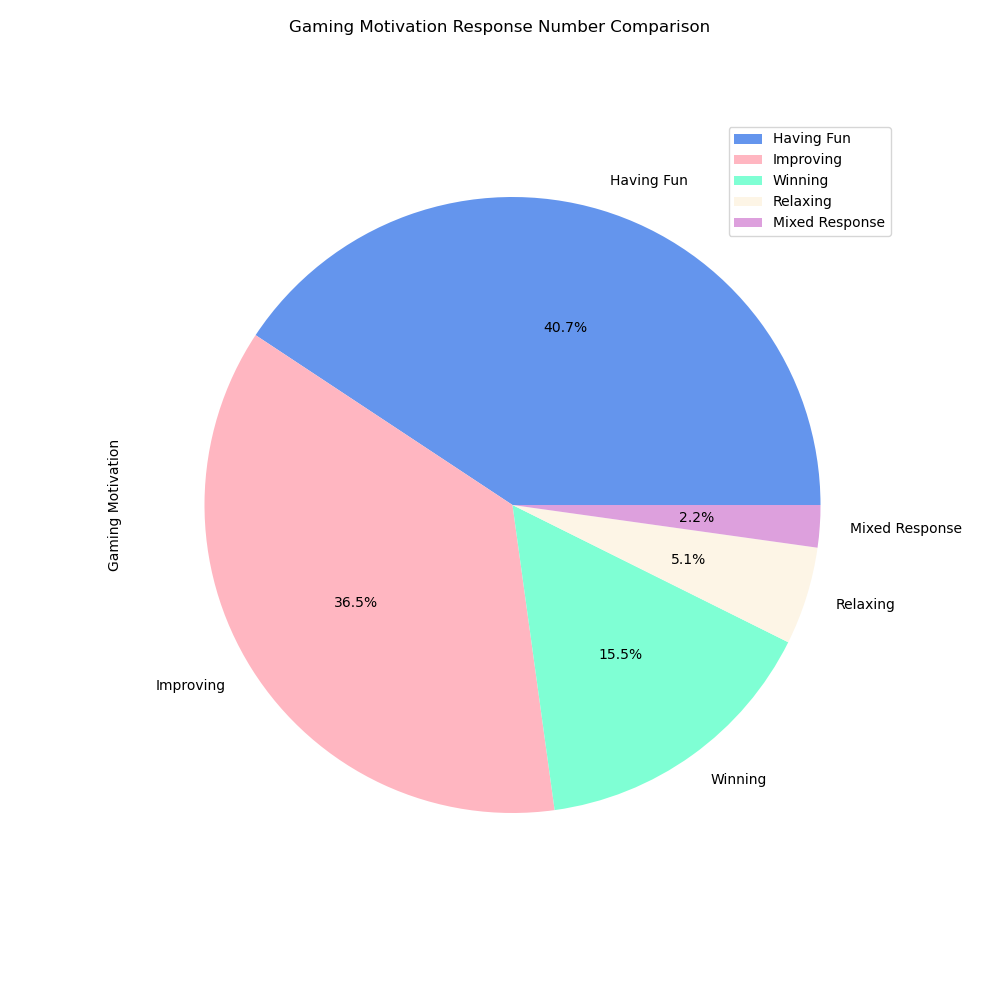 Gaming Motivation Response Number Comparison
Having Fun
Improving
Winning
Relaxing
Mixed Response
Having Fun
40.7%
Gaming Motivation
2.2%
Mixed Response
5.1%
Relaxing
36.5%
Improving
15.5%
Winning